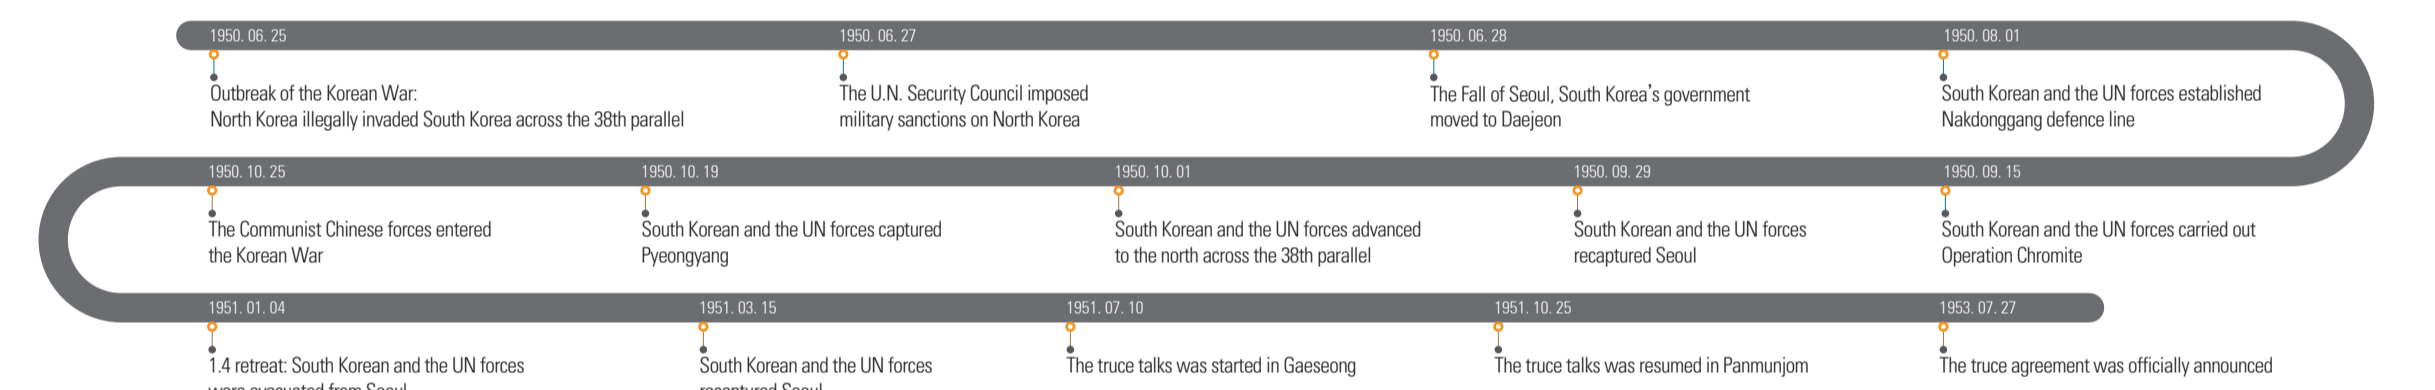 1950. 06. 25
Outbreak of the Korean War:
North Korea illegally invaded South Korea across the 38th parallel
1950. 06. 27
The U.N. Security Council imposed
military sanctions on North Korea
1950. 06. 28
The Fall of Seoul, South Korea's government
moved to Daejeon
1950. 08. 01
South Korean and the UN forces established
Nakdonggang defence line
1950. 09. 15
South Korean and the UN forces carried out
Operation Chromite
1950. 09. 29
South Korean and the UN forces
recaptured Seoul
1950. 10. 01
South Korean and the UN forces advanced
to the north across the 38th parallel
1950. 10. 19
South Korean and the UN forces captured
Pyeongyang
1950. 10. 25
The Communist Chinese forces entered
the Korean War
1951. 01. 04
1.4 retreat: South Korean and the UN forces
were evacuated from Seoul
1951. 03. 15
South Korean and the UN forces
recaptured Seoul
1951. 07. 10
The truce talks was started in Gaeseong
1951. 10. 25
The truce talks was resumed in Panmunjom
1953. 07. 27
The truce agreement was officially announced